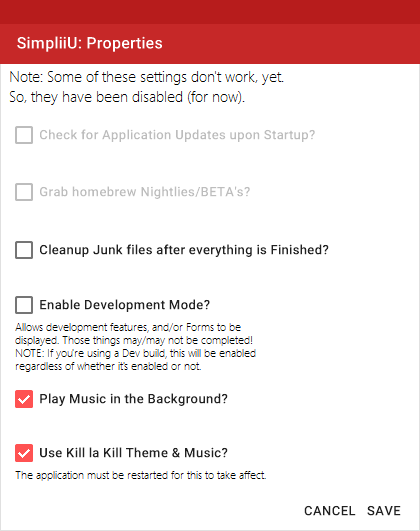 SimpliiU: Properties
Note: Some of these settings don't work, yet.
So, they have been disabled (for now).
Check for Application Updates upon Startup?
Grab homebrew Nightlies/BETA's?
Cleanup Junk files after everything is Finished?
Enable Development Mode?
Allows development features, and/or Forms to be
displayed. Those things may/may not be completed!
NOTE: If you're using a Dev build, this will be enabled
regardless of whether it's enabled or not.
Play Music in the Background?
Use Kill la Kill Theme & Music?
The application must be restarted for this to take affect.
CANCEL SAVE